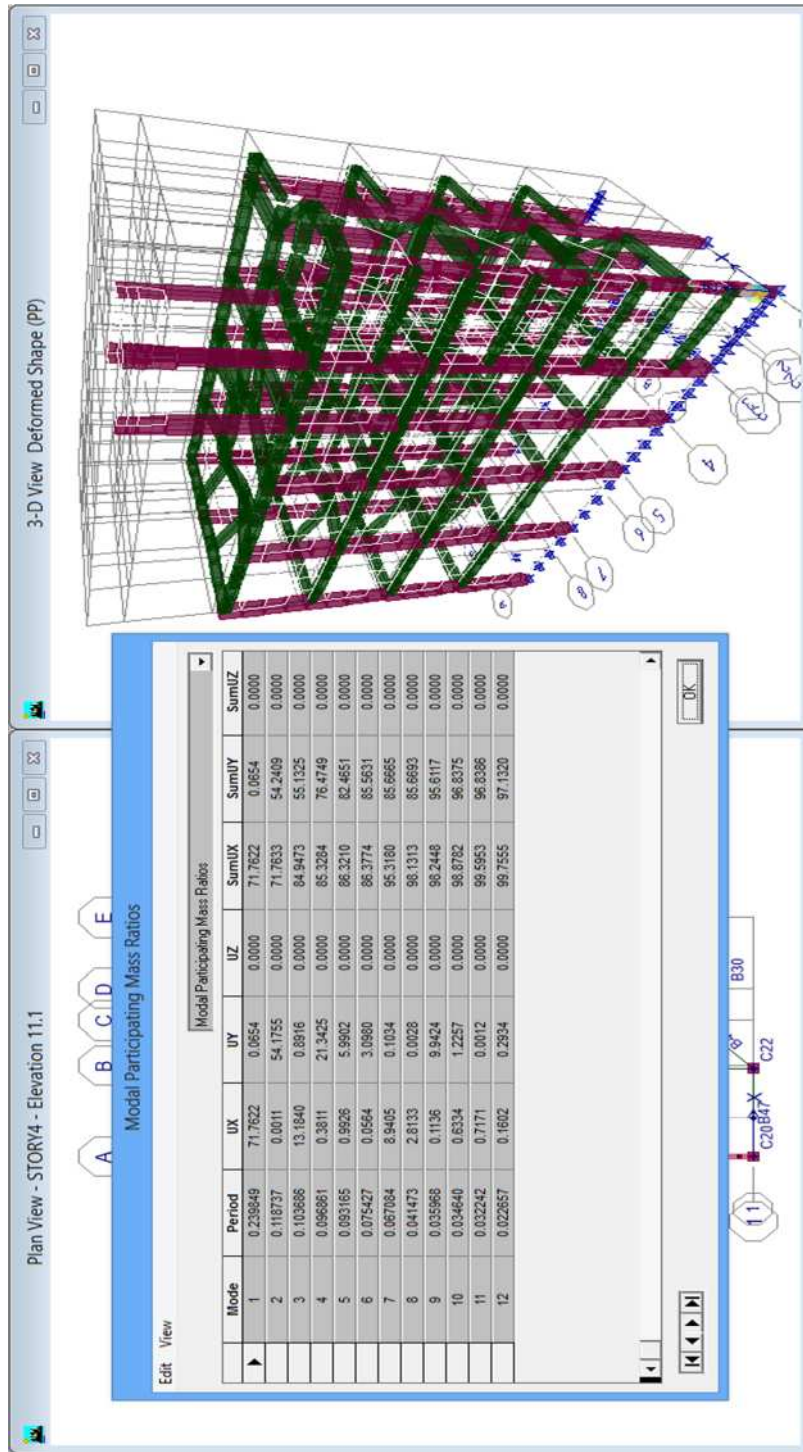 Plan View - STORY4 - Elevation 11.1
3-D View Deformed Shape (PP)
A B C D E
Modal Participating Mass Ratios
Edit View
Modal Participating Mass Ratios
Mode Period UX UY UZ SumUX SumUY SumUZ
1 0.239849 71.7622 0.0654 0.0000 71.7622 0.0654 0.0000
2 0.118737 0.0011 54.1755 0.0000 71.7633 54.2409 0.0000
3 0.103686 13.1840 0.8916 0.0000 84.9473 55.1325 0.0000
4 0.096861 0.3811 21.3425 0.0000 85.3284 76.4749 0.0000
5 0.093165 0.9926 5.9902 0.0000 86.3210 82.4651 0.0000
6 0.075427 0.0564 3.0980 0.0000 86.3774 85.5631 0.0000
7 0.067084 8.9405 0.1034 0.0000 95.3180 85.6665 0.0000
8 0.041473 2.8133 0.0028 0.0000 98.1313 85.6693 0.0000
9 0.035968 0.1136 9.9424 0.0000 98.2448 95.6117 0.0000
10 0.034640 0.6334 1.2257 0.0000 98.8782 96.8375 0.0000
11 0.032242 0.7171 0.0012 0.0000 99.5953 96.8386 0.0000
12 0.022657 0.1602 0.2934 0.0000 99.7555 97.1320 0.0000
OK
B30
C20 B47 X C22
1 1
9 8 7 6 5 4